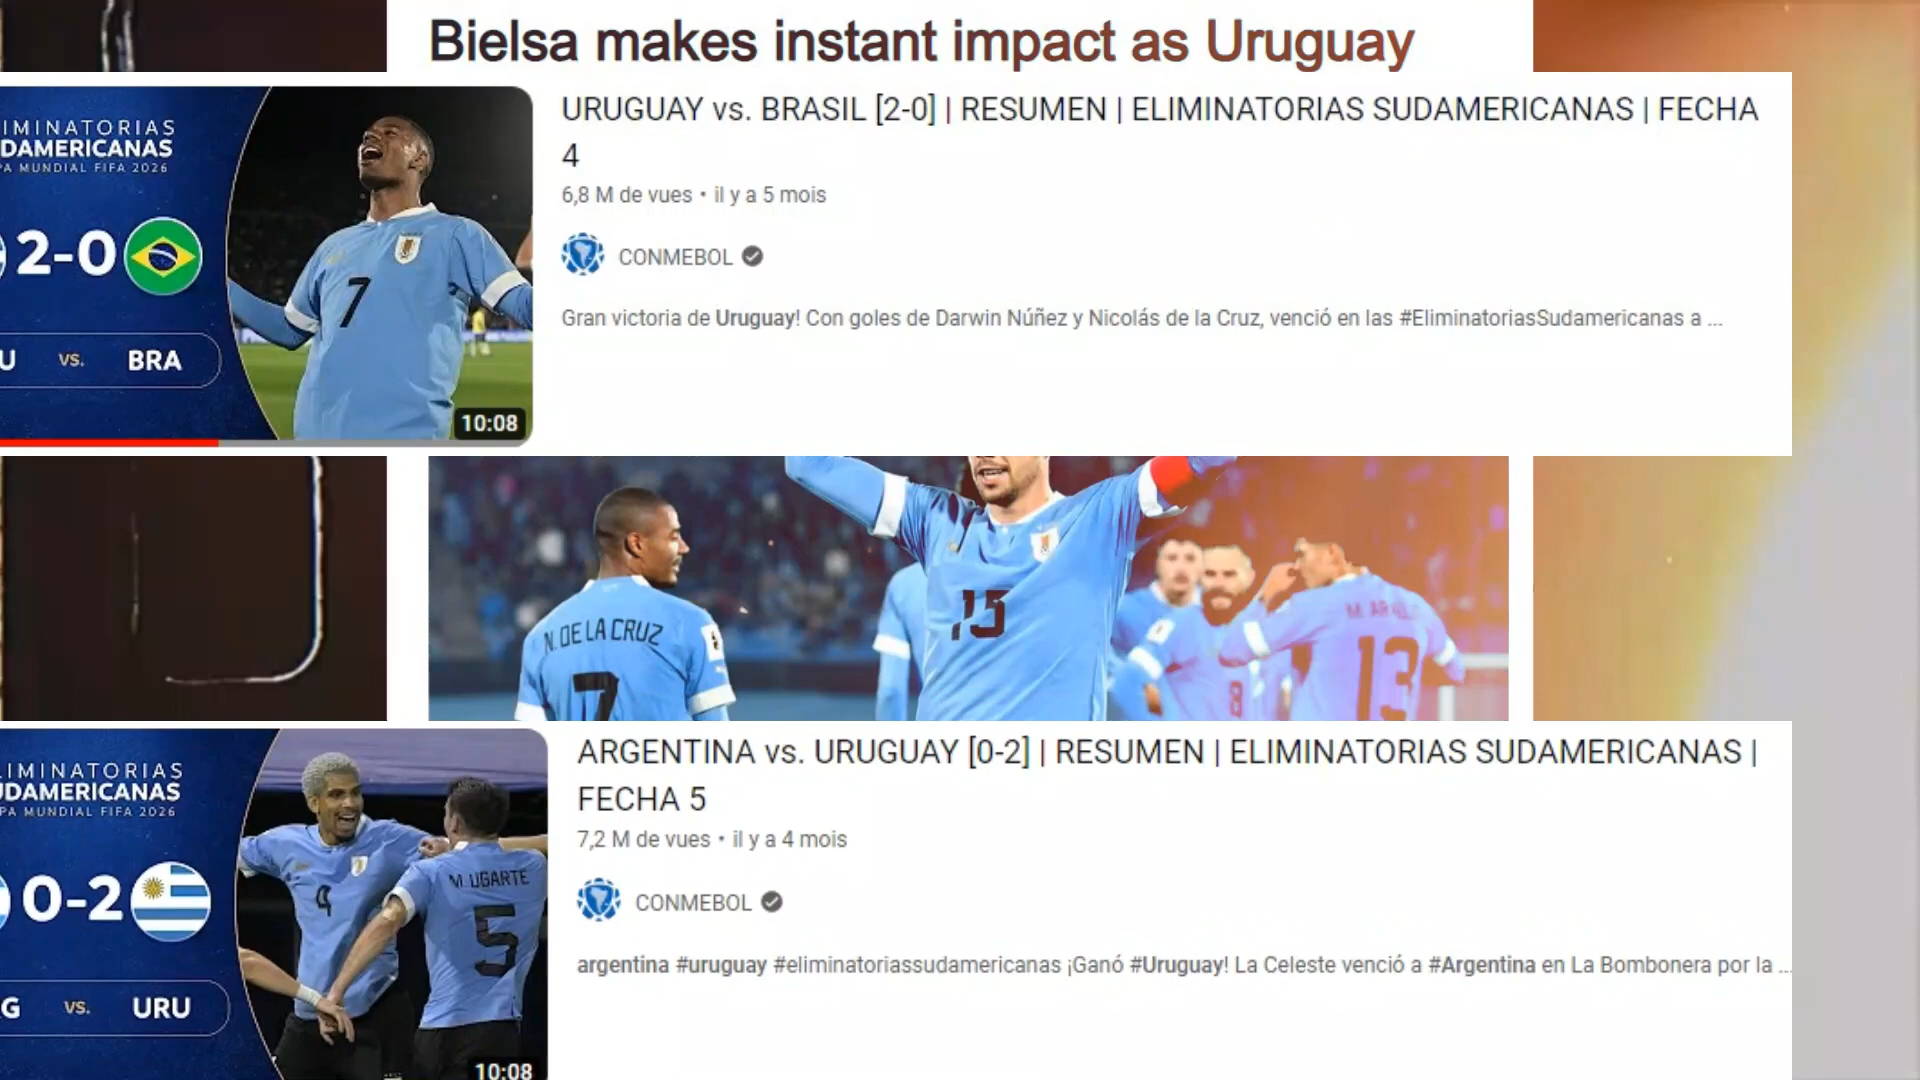 Bielsa makes instant impact as Uruguay
IMINATORIAS
DAMERICANAS
PA MUNDIAL FIFA 2026
2-0
U vs. BRA
7
10:08
URUGUAY vs. BRASIL [2-0] | RESUMEN | ELIMINATORIAS SUDAMERICANAS | FECHA
4
6,8 M de vues • il y a 5 mois
CONMEBOL
Gran victoria de Uruguay! Con goles de Darwin Núñez y Nicolás de la Cruz, venció en las #EliminatoriasSudamericanas a ...
N. DE LA CRUZ
7
15
8
13
IMINATORIAS
UDAMERICANAS
PA MUNDIAL FIFA 2026
0-2
G vs. URU
4
M. UGARTE
5
10:08
ARGENTINA vs. URUGUAY [0-2] | RESUMEN | ELIMINATORIAS SUDAMERICANAS |
FECHA 5
7,2 M de vues • il y a 4 mois
CONMEBOL
argentina #uruguay #eliminatoriassudamericanas ¡Ganó #Uruguay! La Celeste venció a #Argentina en La Bombonera por la ...